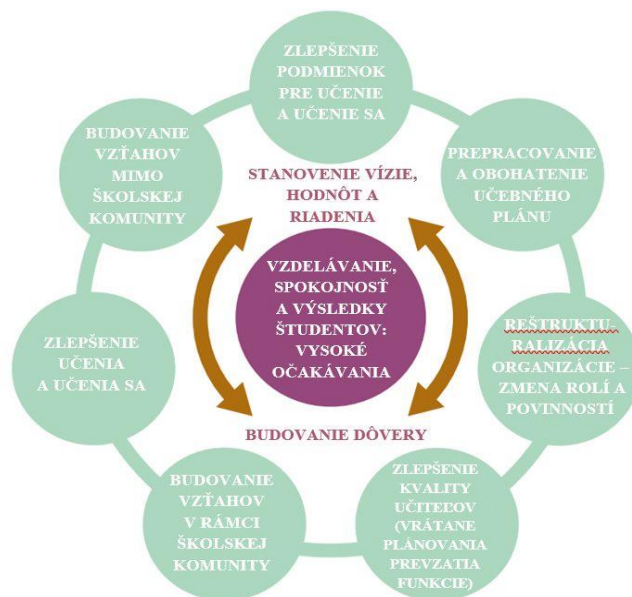 ZLEPŠENIE
PODMIENOK
PRE UČENIE
A UČENIE SA
PREPRACOVANIE
A OBOHATENIE
UČEBNÉHO
PLÁNU
REŠTRUKTU-
RALIZÁCIA
ORGANIZÁCIE –
ZMENA ROLÍ A
POVINNOSTÍ
ZLEPŠENIE
KVALITY
UČITEĽOV
(VRÁTANE
PLÁNOVANIA
PREVZATIA
FUNKCIE)
BUDOVANIE
VZŤAHOV
V RÁMCI
ŠKOLSKEJ
KOMUNITY
ZLEPŠENIE
UČENIA
A UČENIA SA
BUDOVANIE
VZŤAHOV
MIMO
ŠKOLSKEJ
KOMUNITY
STANOVENIE VÍZIE,
HODNÔT A
RIADENIA
VZDELÁVANIE,
SPOKOJNOSŤ
A VÝSLEDKY
ŠTUDENTOV:
VYSOKÉ
OČAKÁVANIA
BUDOVANIE DÔVERY